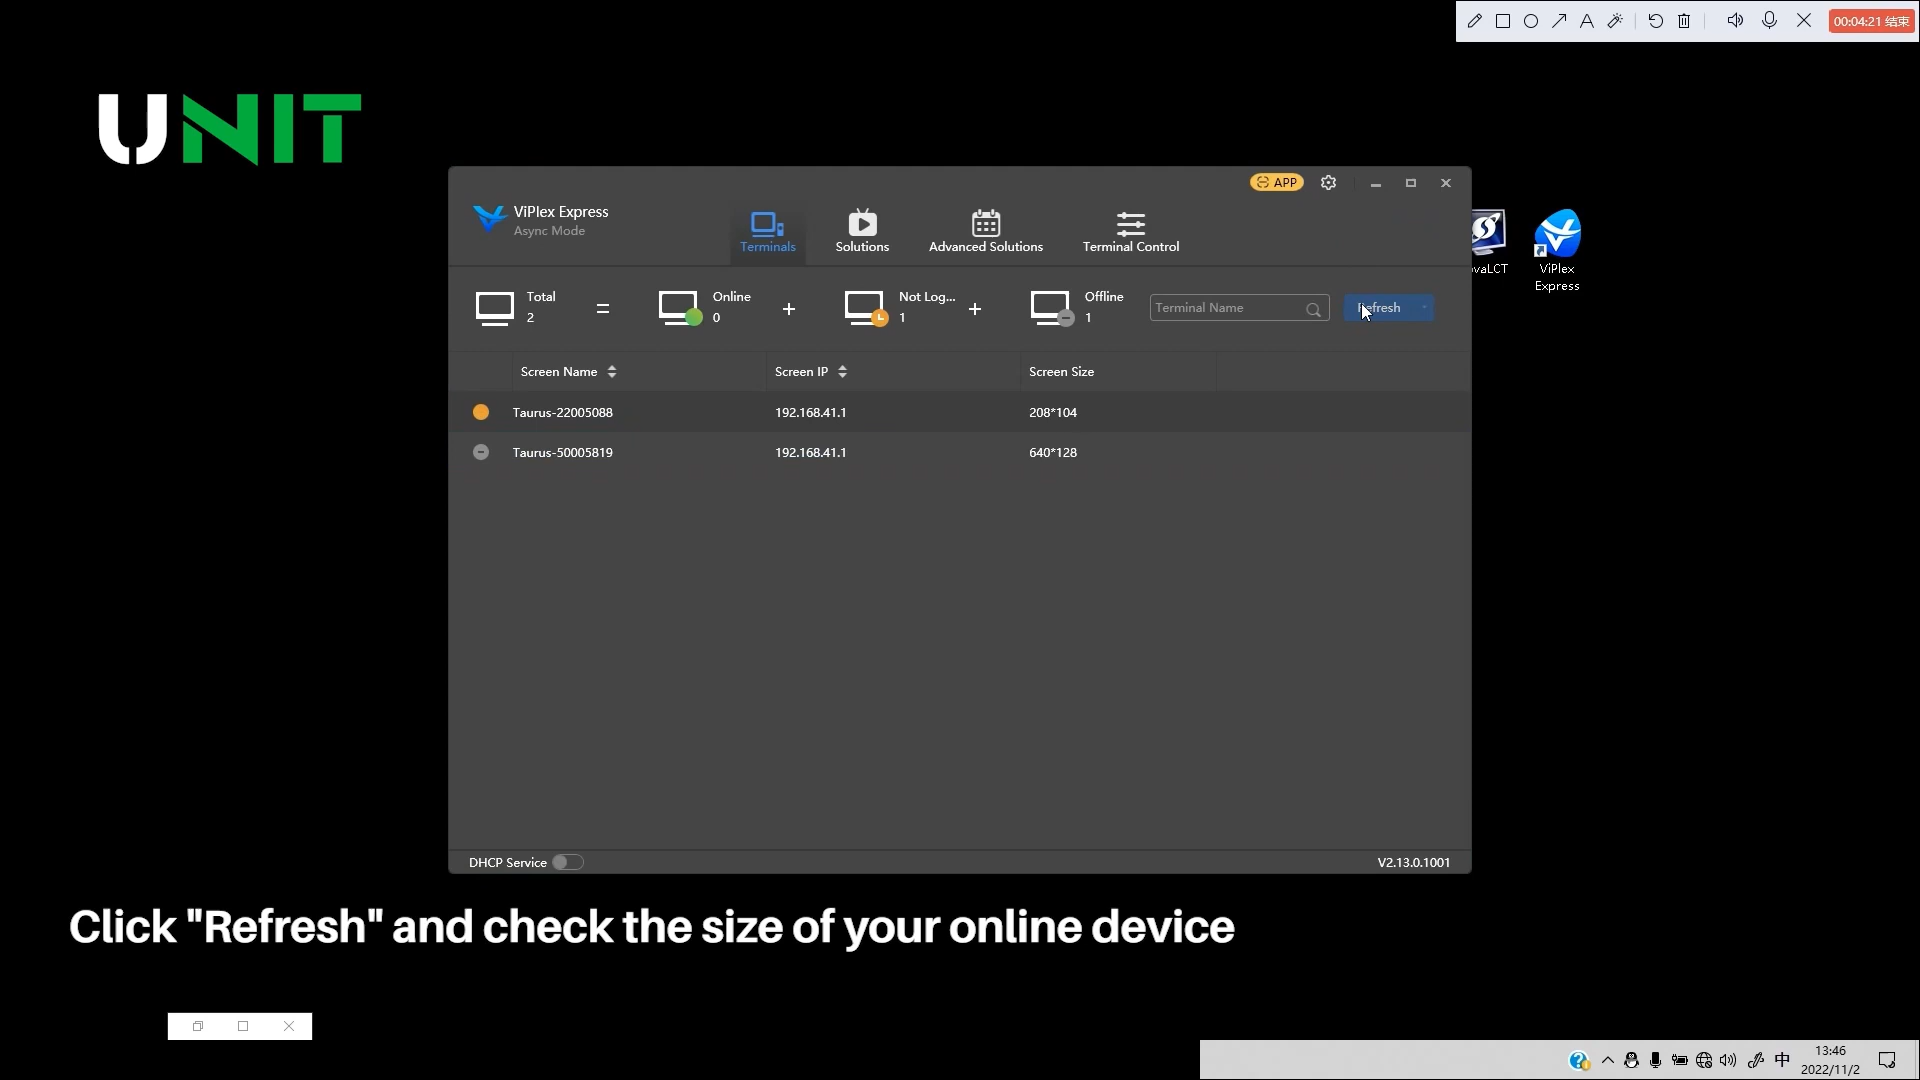 00:04:21 结束
UNIT
APP
ViPlex Express
Async Mode
Terminals
Solutions
Advanced Solutions
Terminal Control
vaLCT
ViPlex
Express
Total
2
=
Online
0
+
Not Log...
1
+
Offline
1
Terminal Name
Screen Name
Screen IP
Screen Size
Taurus-22005088
192.168.41.1
208*104
Taurus-50005819
192.168.41.1
640*128
DHCP Service
V2.13.0.1001
Click "Refresh" and check the size of your online device
中
13:46
2022/11/2